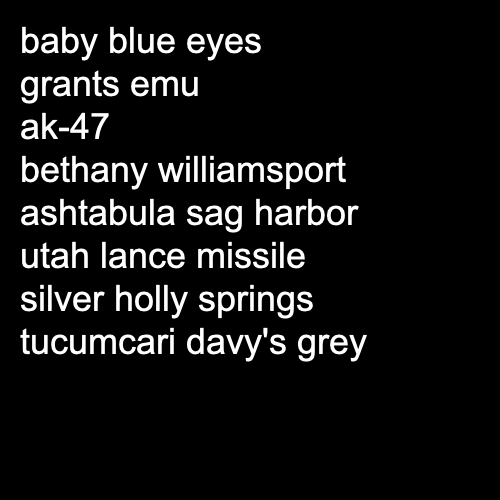 baby blue eyes
grants emu
ak-47
bethany williamsport
ashtabula sag harbor
utah lance missile
silver holly springs
tucumcari davy's grey